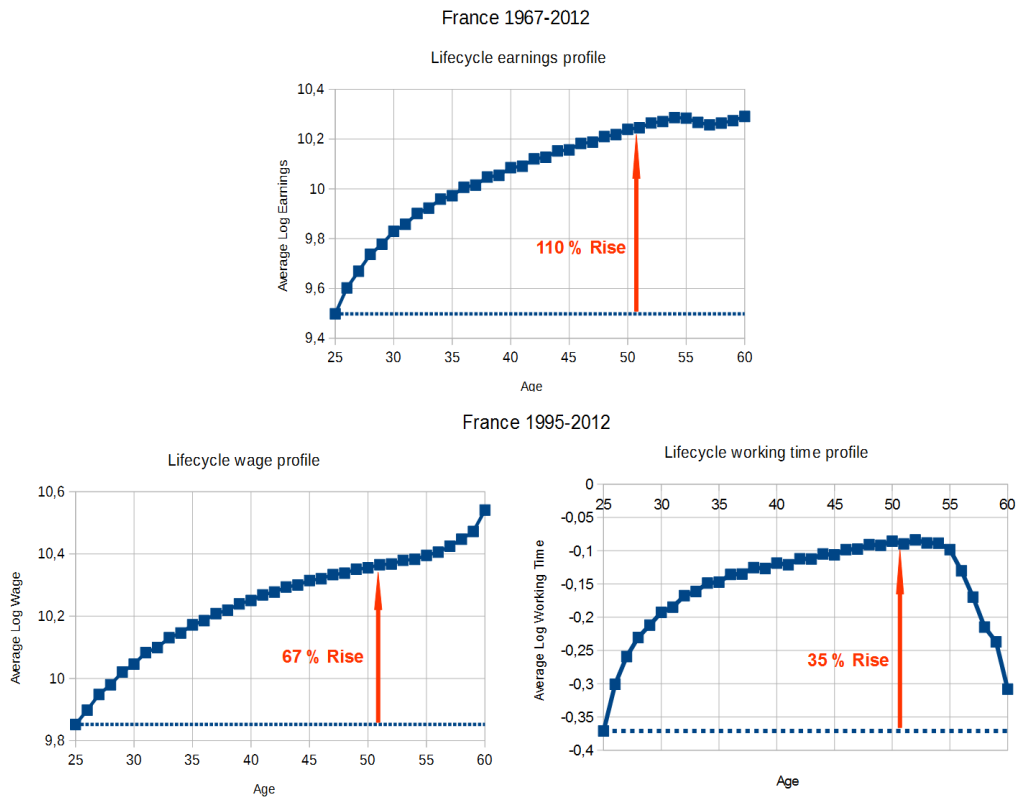 France 1967-2012
Lifecycle earnings profile
Average Log Earnings
10,4
10,2
10
9,8
9,6
9,4
110 % Rise
25 30 35 40 45 50 55 60
Age
France 1995-2012
Lifecycle wage profile
Average Log Wage
10,6
10,4
10,2
10
9,8
67 % Rise
25 30 35 40 45 50 55 60
Age
Lifecycle working time profile
Average Log Working Time
0
25 30 35 40 45 50 55 60
-0,05
-0,1
-0,15
-0,2
-0,25
-0,3
-0,35
-0,4
35 % Rise
Age